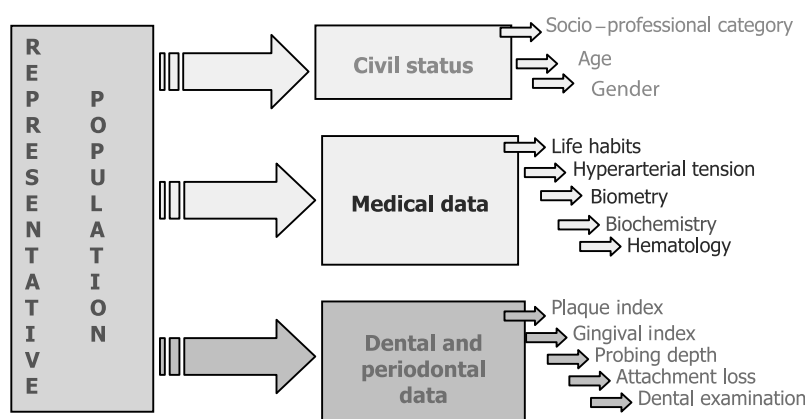 REPRESENTATIVE
POPULATION
Civil status
Socio–professional category
Age
Gender
Medical data
Life habits
Hyperarterial tension
Biometry
Biochemistry
Hematology
Dental and
periodontal
data
Plaque index
Gingival index
Probing depth
Attachment loss
Dental examination